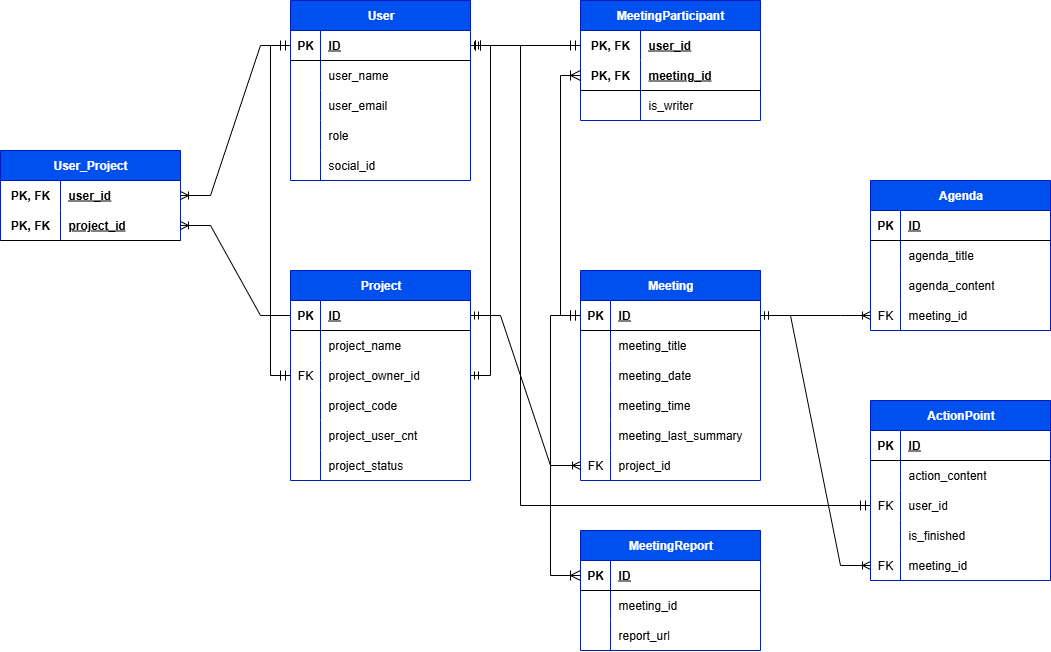 User
PK ID
user_name
user_email
role
social_id
MeetingParticipant
PK, FK user_id
PK, FK meeting_id
is_writer
User_Project
PK, FK user_id
PK, FK project_id
Agenda
PK ID
agenda_title
agenda_content
FK meeting_id
Project
PK ID
project_name
FK project_owner_id
project_code
project_user_cnt
project_status
Meeting
PK ID
meeting_title
meeting_date
meeting_time
meeting_last_summary
FK project_id
ActionPoint
PK ID
action_content
FK user_id
is_finished
FK meeting_id
MeetingReport
PK ID
meeting_id
report_url